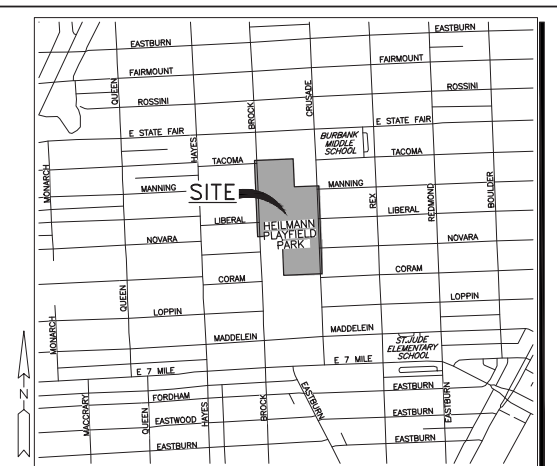 EASTBURN
EASTBURN
FAIRMOUNT
FAIRMOUNT
QUEEN
ROSSINI
ROSSINI
BROCK
CRUSADE
E STATE FAIR
E STATE FAIR
HAYES
BURBANK
MIDDLE
SCHOOL
TACOMA
TACOMA
MONARCH
MANNING
MANNING
SITE
REX
REDMOND
BOULDER
LIBERAL
LIBERAL
HEILMANN
PLAYFIELD
PARK
NOVARA
NOVARA
CORAM
CORAM
QUEEN
LOPPIN
LOPPIN
MONARCH
MADDELEIN
MADDELEIN
ST.JUDE
ELEMENTARY
SCHOOL
E 7 MILE
E 7 MILE
N
MACCRARY
QUEEN
FORDHAM
HAYES
BROCK
EASTBURN
EASTBURN
EASTBURN
EASTWOOD
EASTBURN
EASTBURN
EASTBURN